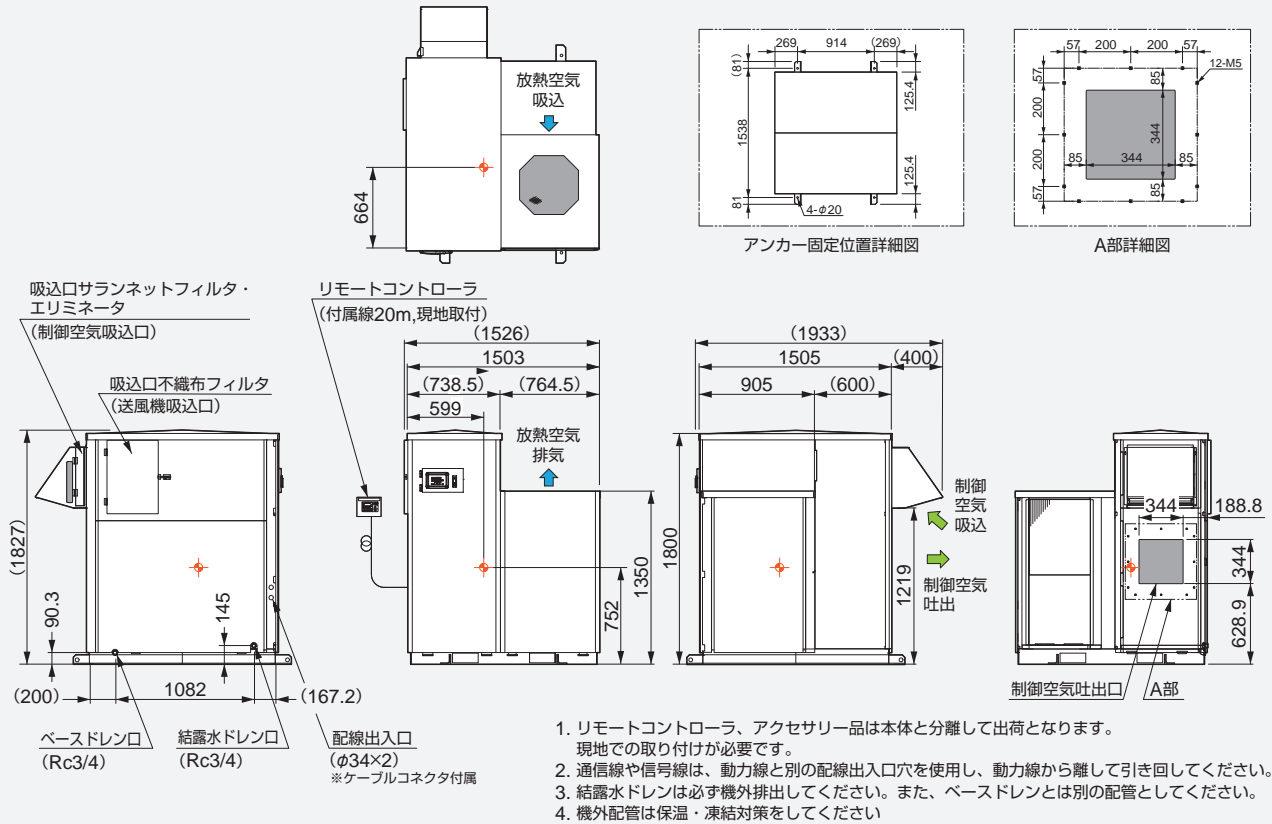 放熱空気
吸込
664
269
914
(269)
(81)
1538
81
125.4
125.4
4-φ20
アンカー固定位置詳細図
57
200
200
57
12-M5
57
200
200
57
85
344
85
344
85
85
A部詳細図
吸込口サランネットフィルタ・
エリミネータ
(制御空気吸込口)
吸込口不織布フィルタ
(送風機吸込口)
(1827)
90.3
145
(200)
1082
(167.2)
ベースドレン口
(Rc3/4)
結露水ドレン口
(Rc3/4)
配線出入口
(φ34×2)
※ケーブルコネクタ付属
リモートコントローラ
(付属線20m,現地取付)
(1526)
1503
(738.5)
(764.5)
599
放熱空気
排気
752
1350
(1933)
1505
(400)
905
(600)
1800
1219
制御
空気
吸込
制御空気
吐出
344
188.8
344
628.9
制御空気吐出口
A部
1. リモートコントローラ、アクセサリー品は本体と分離して出荷となります。
現地での取り付けが必要です。
2. 通信線や信号線は、動力線と別の配線出入口穴を使用し、動力線から離して引き回してください。
3. 結露水ドレンは必ず機外排出してください。また、ベースドレンとは別の配管としてください。
4. 機外配管は保温・凍結対策をしてください